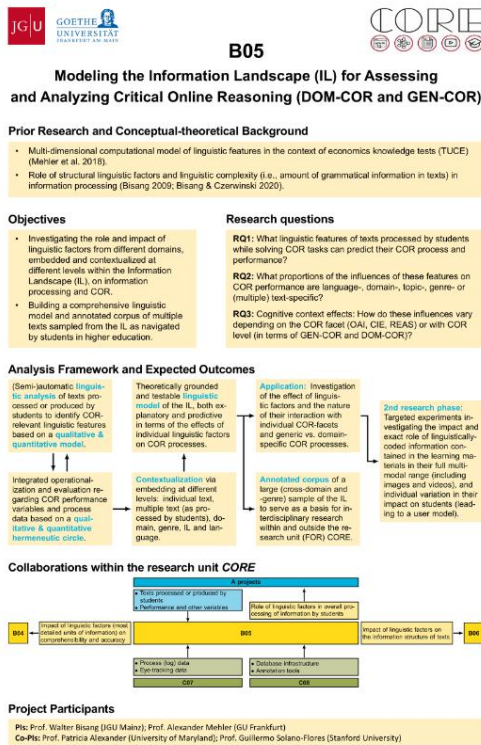 JG|U
GOETHE
UNIVERSITÄT
FRANKFURT AM MAIN
CORE
B05
Modeling the Information Landscape (IL) for Assessing
and Analyzing Critical Online Reasoning (DOM-COR and GEN-COR)
Prior Research and Conceptual-theoretical Background
• Multi-dimensional computational model of linguistic features in the context of economics knowledge tests (TUCE)
(Mehler et al. 2018).
• Role of structural linguistic factors and linguistic complexity (i.e., amount of grammatical information in texts) in
information processing (Bisang 2009; Bisang & Czerwinski 2020).
Objectives
• Investigating the role and impact of
linguistic factors from different domains,
embedded and contextualized at
different levels within the Information
Landscape (IL), on information
processing and COR.
• Building a comprehensive linguistic
model and annotated corpus of multiple
texts sampled from the IL as navigated
by students in higher education.
Research questions
RQ1: What linguistic features of texts processed by students
while solving COR tasks can predict their COR process and
performance?
RQ2: What proportions of the influences of these features on
COR performance are language-, domain-, topic-, genre- or
(multiple) text-specific?
RQ3: Cognitive context effects: How do these influences vary
depending on the COR facet (OAI, CIE, REAS) or with COR
level (in terms of GEN-COR and DOM-COR)?
Analysis Framework and Expected Outcomes
(Semi-)automatic linguis-
tic analysis of texts pro-
cessed or produced by
students to identify COR-
relevant linguistic features
based on a qualitative &
quantitative model.
Theoretically grounded
and testable linguistic
model of the IL, both ex-
planatory and predictive
in terms of the effects of
individual linguistic factors
on COR processes.
Application: Investigation
of the effect of linguis-
tic factors and the nature
of their interaction with
individual COR-facets
and generic vs. domain-
specific COR processes.
2nd research phase:
Targeted experiments in-
vestigating the impact and
exact role of linguistically-
coded information con-
tained in the learning ma-
terials in their full multi-
modal range (including
images and videos), and
individual variation in their
impact on students (lead-
ing to a user model).
Integrated operational-
ization and evaluation re-
garding COR performance
variables and process
data based on a qual-
itative & quantitative
hermeneutic circle.
Contextualization via
embedding at different
levels: individual text,
multiple text (as pro-
cessed by students), do-
main, genre, IL and lan-
guage.
Annotated corpus of
a large (cross-domain and
-genre) sample of the IL
to serve as a basis for in-
terdisciplinary research
within and outside the re-
search unit (FOR) CORE.
Collaborations within the research unit CORE
A projects
• Texts processed or produced by
students
• Performance and other variables
Role of linguistic factors in overall pro-
cessing of information by students
B04
Impact of linguistic factors (most
detailed units of information) on
comprehensibility and accuracy
B05
Impact of linguistic factors on
the information structure of texts
B06
• Process (log) data
• Eye-tracking data
• Database infrastructure
• Annotation tools
C07
C08
Project Participants
PIs: Prof. Walter Bisang (JGU Mainz); Prof. Alexander Mehler (GU Frankfurt)
Co-PIs: Prof. Patricia Alexander (University of Maryland); Prof. Guillermo Solano-Flores (Stanford University)